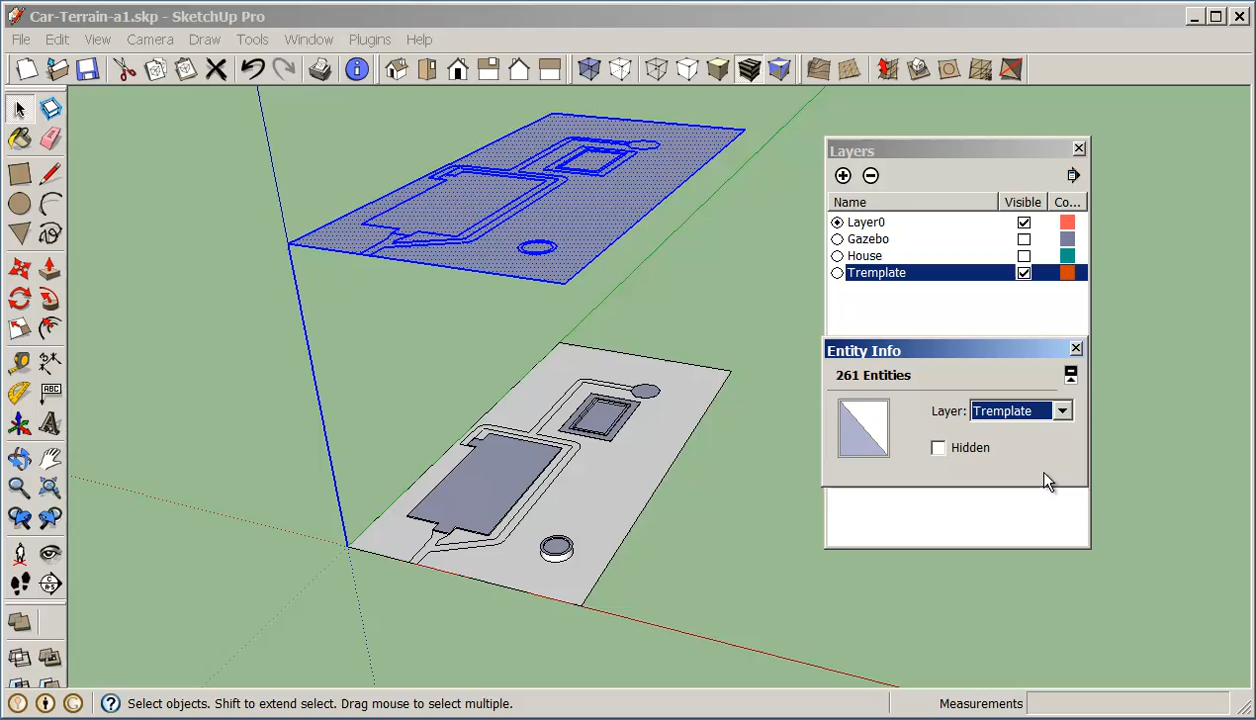 Car-Terrain-a1.skp - SketchUp Pro
File Edit View Camera Draw Tools Window Plugins Help
Layers
Name Visible Co...
Layer0
Gazebo
House
Tremplate
Entity Info
261 Entities
Layer: Tremplate
Hidden
ABC
A
Select objects. Shift to extend select. Drag mouse to select multiple.
Measurements